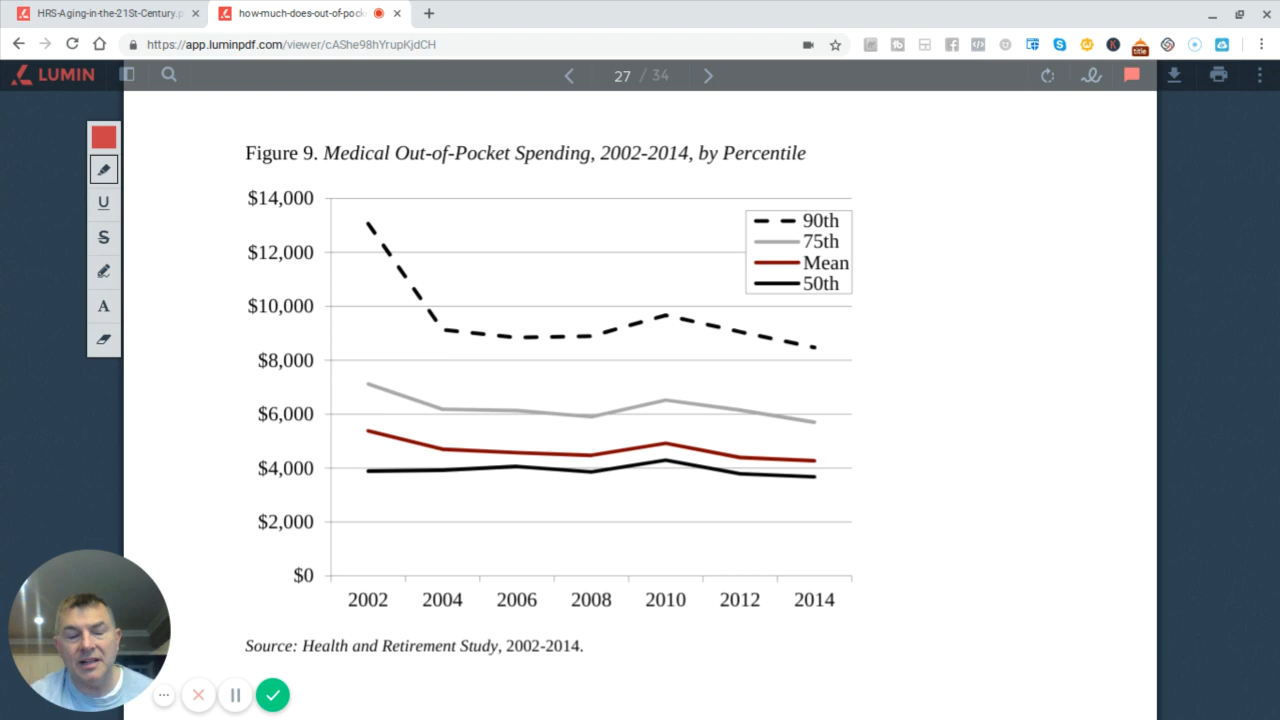 HRS-Aging-in-the-21St-Century.p
how-much-does-out-of-pock
https://app.luminpdf.com/viewer/cAShe98hYrupKjdCH
title
LUMIN
27 / 34
U
S
A
Figure 9. Medical Out-of-Pocket Spending, 2002-2014, by Percentile
$14,000
$12,000
$10,000
$8,000
$6,000
$4,000
$2,000
$0
90th
75th
Mean
50th
2002 2004 2006 2008 2010 2012 2014
Source: Health and Retirement Study, 2002-2014.